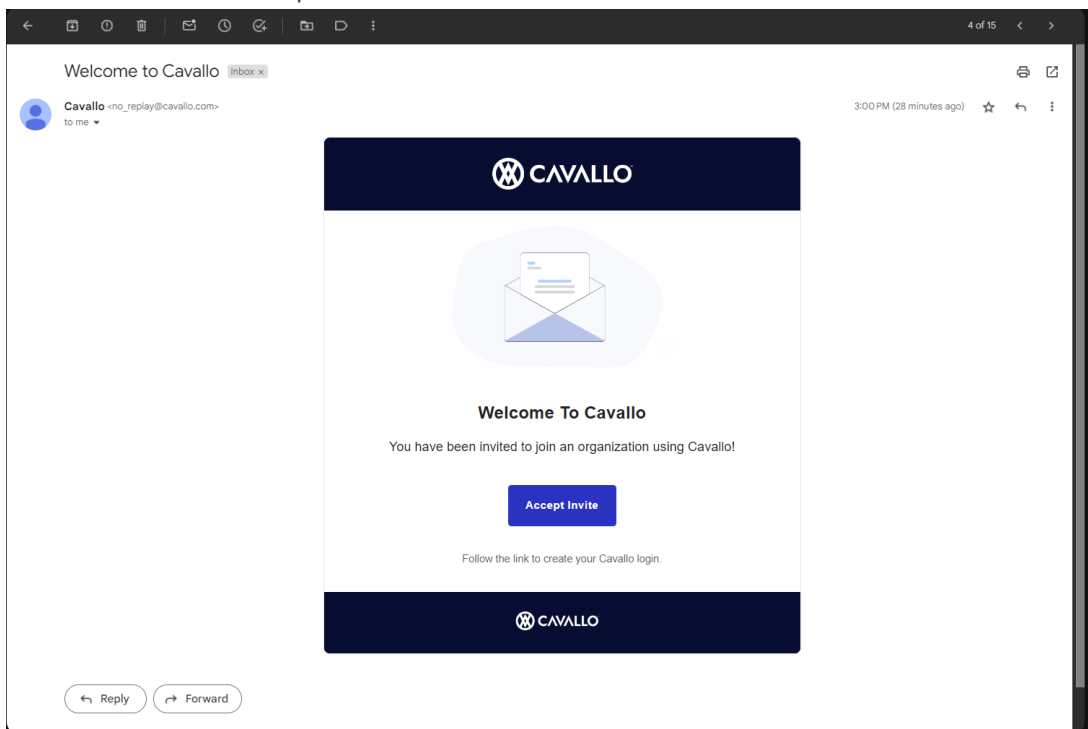 4 of 15
Welcome to Cavallo Inbox x
Cavallo <no_replay@cavallo.com>
3:00 PM (28 minutes ago)
to me
CAVALLO
Welcome To Cavallo
You have been invited to join an organization using Cavallo!
Accept Invite
Follow the link to create your Cavallo login.
CAVALLO
Reply
Forward